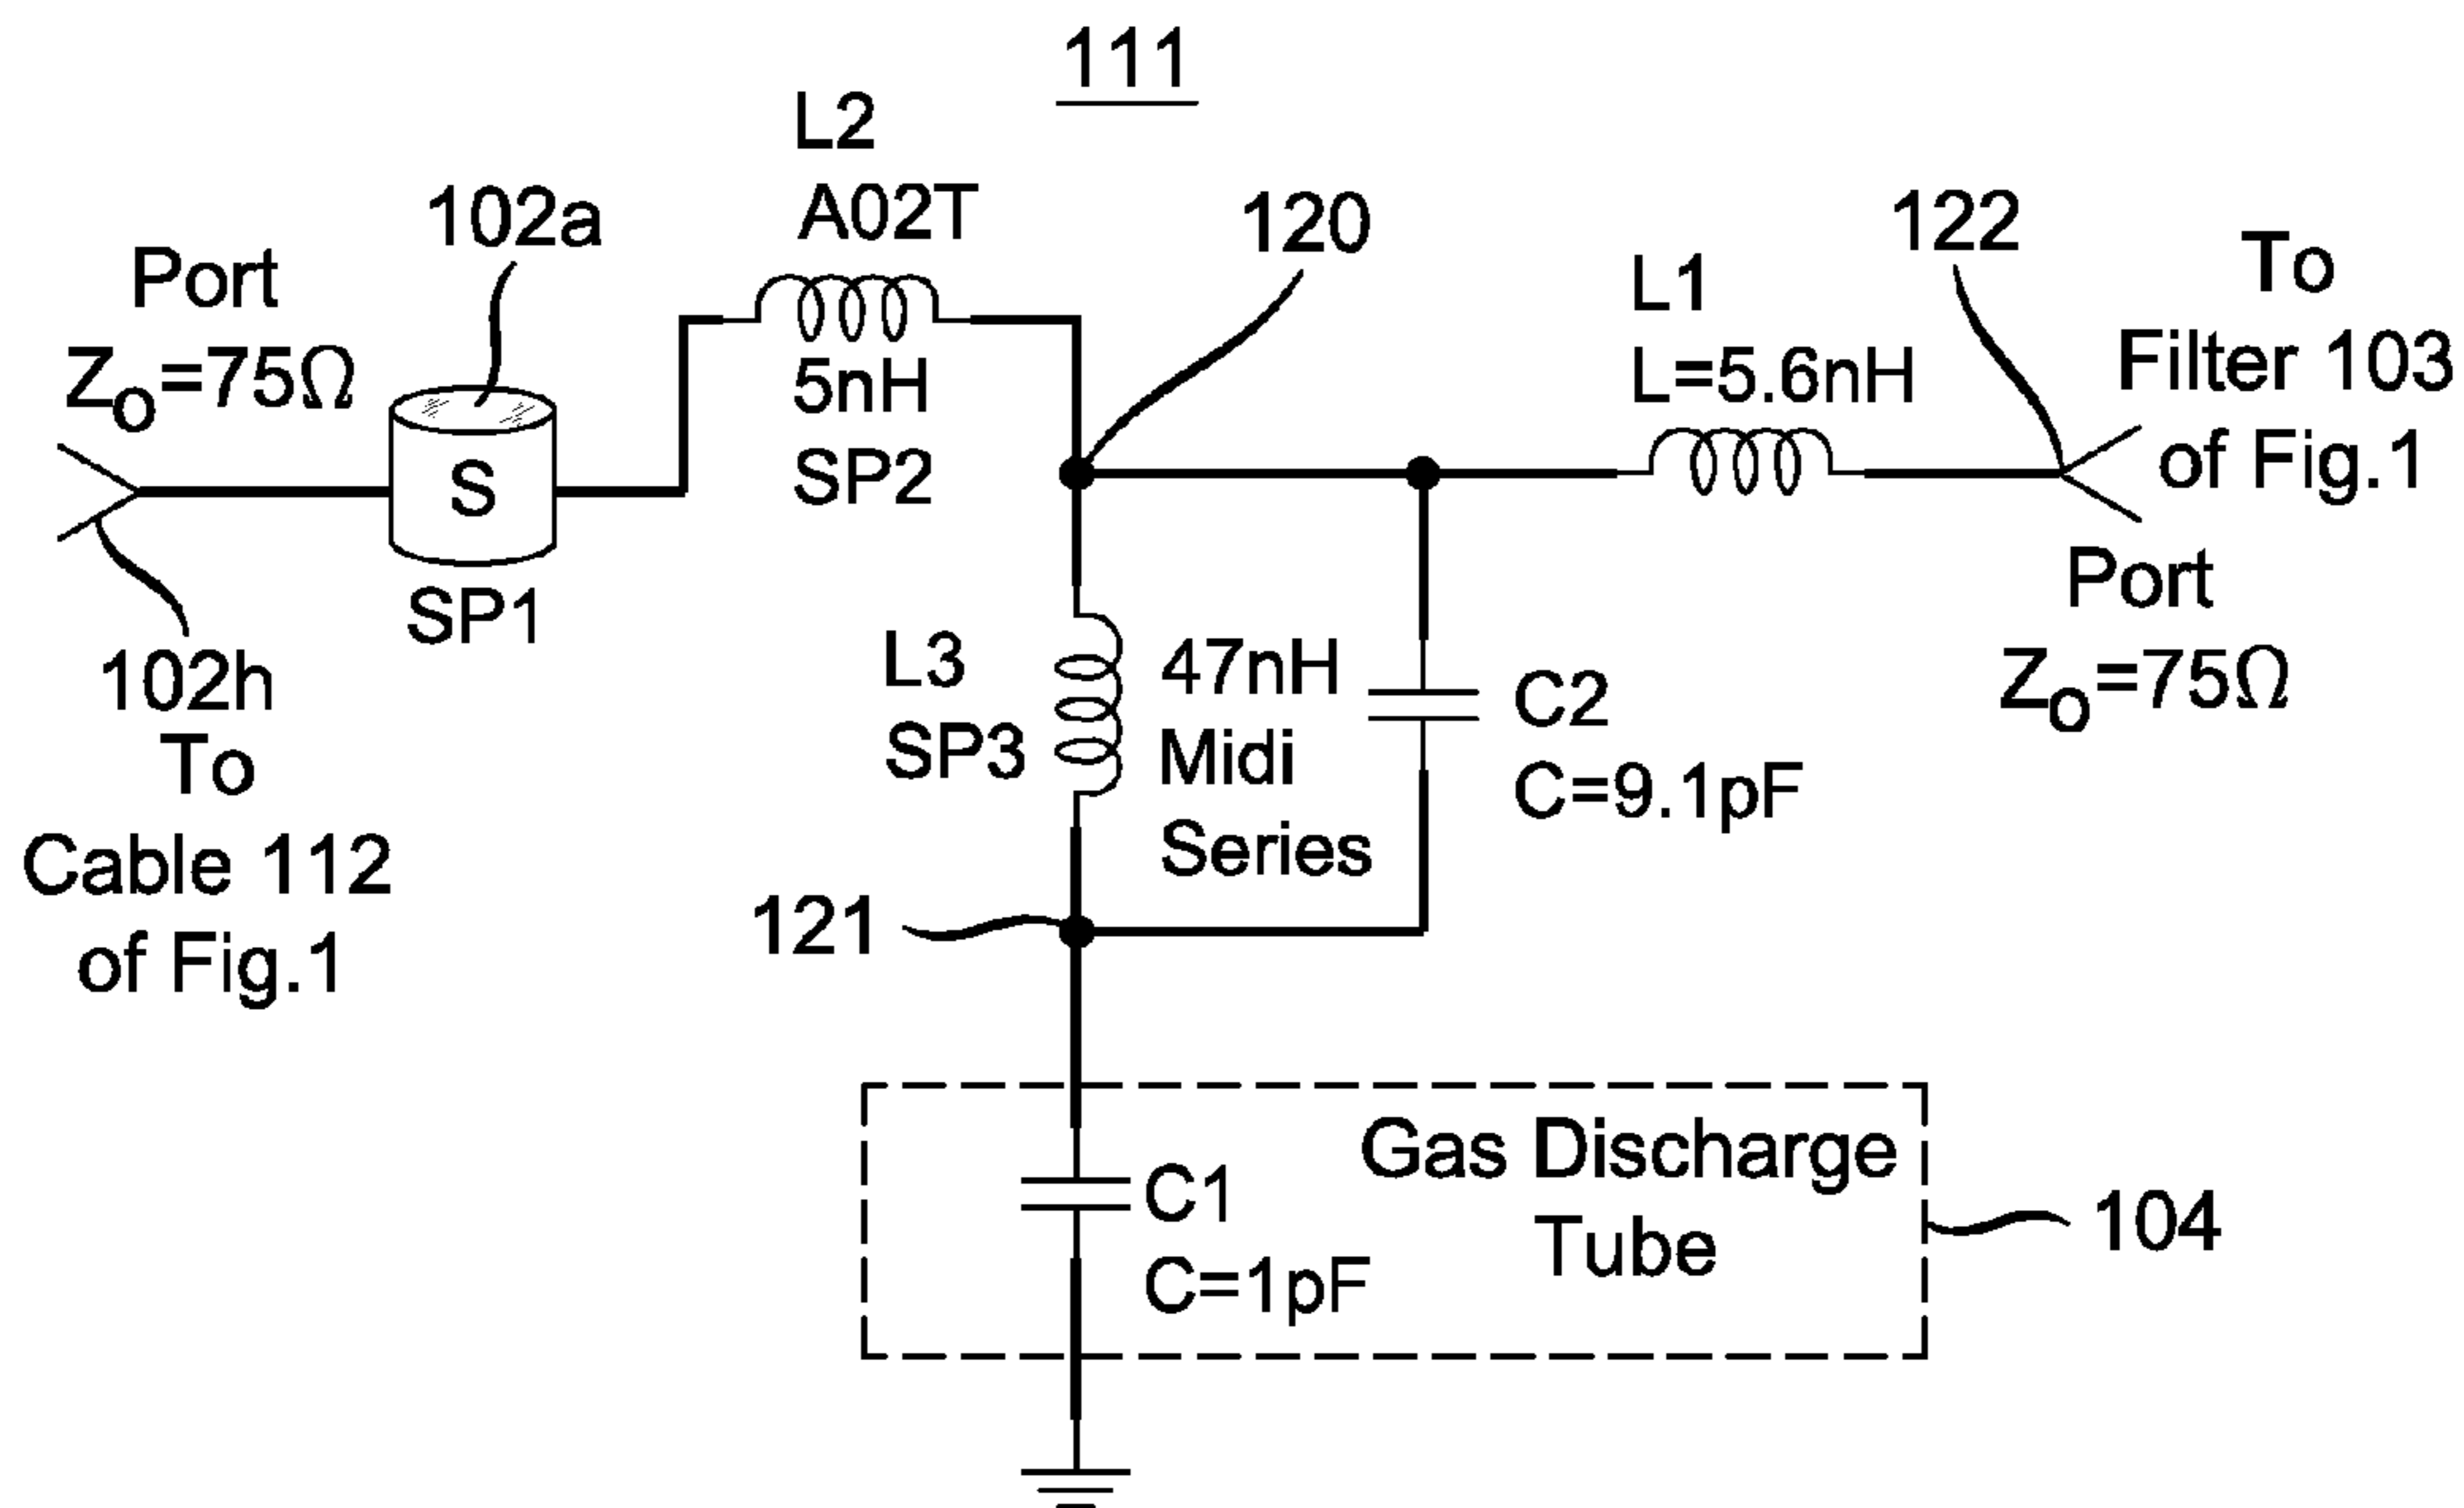 111
L2
A02T
5nH
SP2
102a
Port
Zo=75Ω
S
SP1
102h
To
Cable 112
of Fig.1
120
L1
L=5.6nH
122
To
Filter 103
of Fig.1
Port
Zo=75Ω
L3
SP3
47nH
Midi
Series
C2
C=9.1pF
121
C1
C=1pF
Gas Discharge
Tube
104